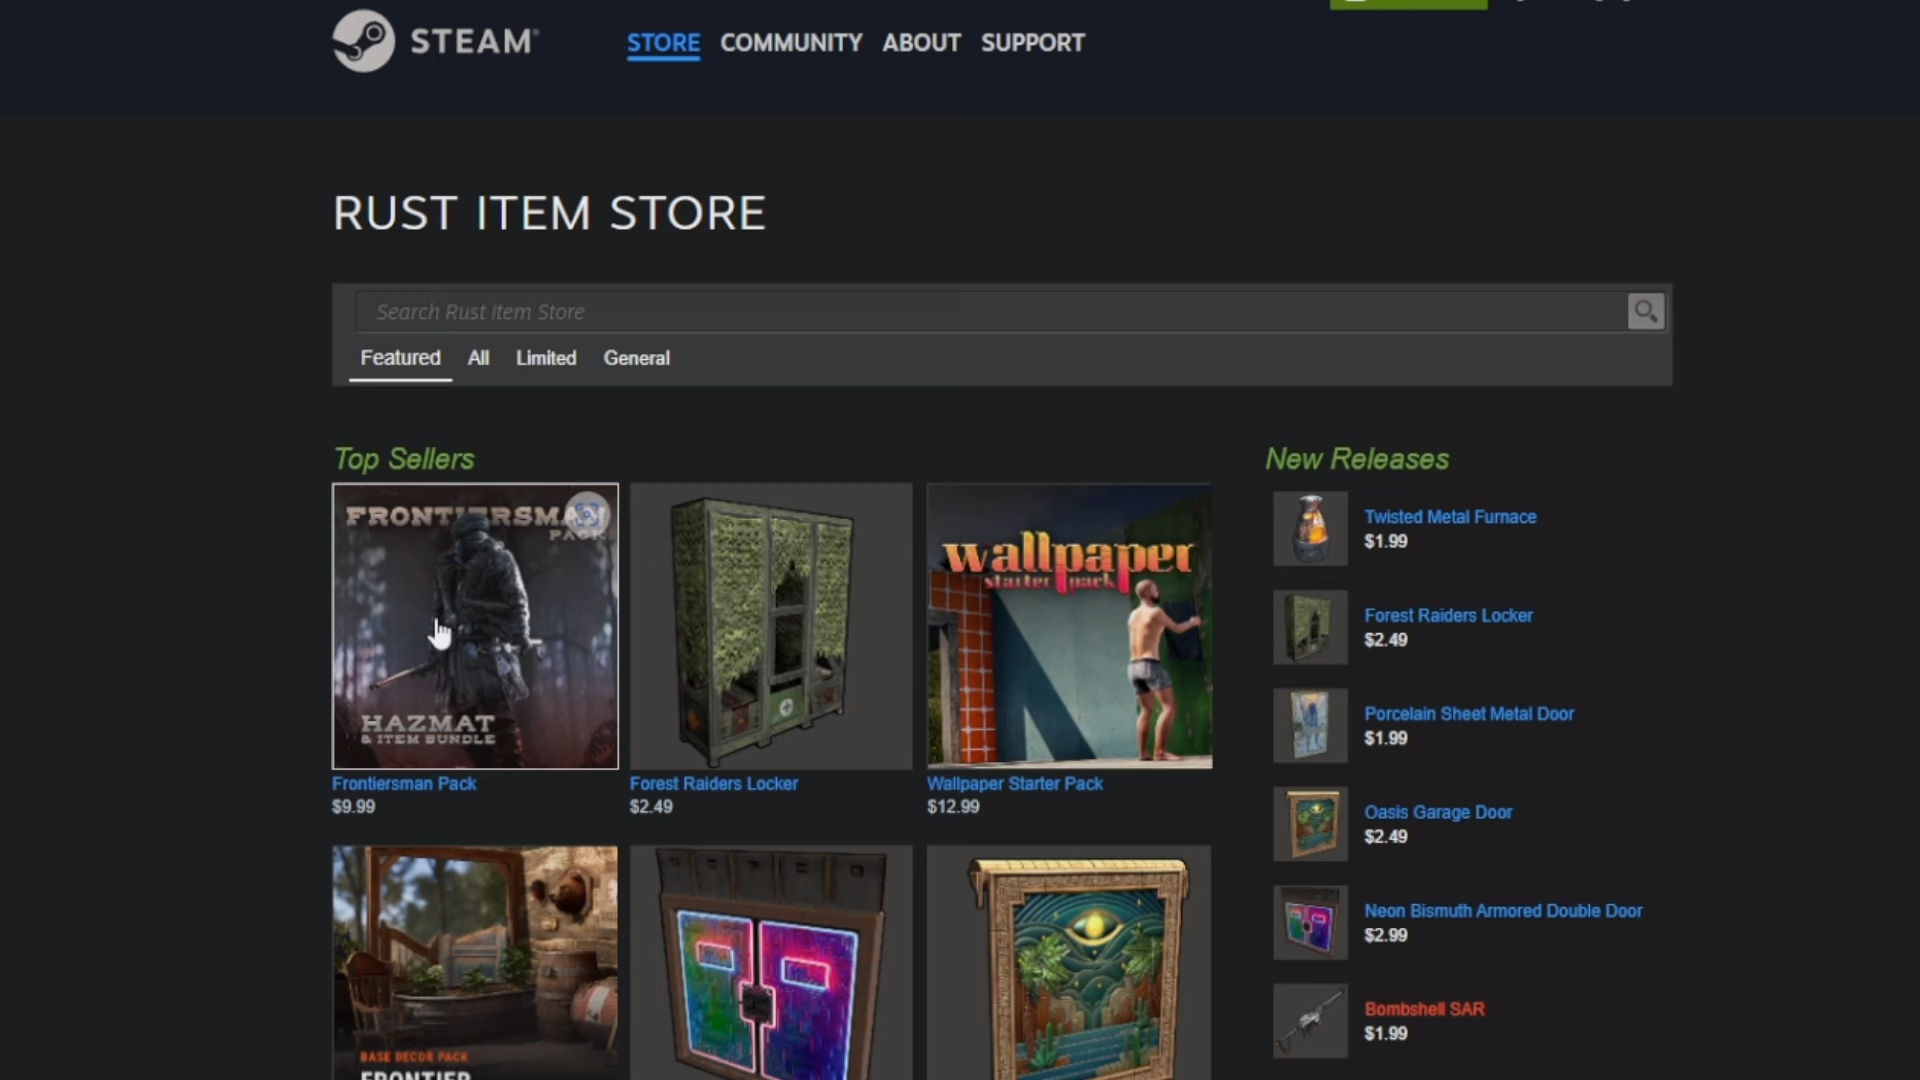 STEAM®
STORE COMMUNITY ABOUT SUPPORT
RUST ITEM STORE
Search Rust Item Store
Featured All Limited General
Top Sellers
FRONTIERSMAN
PACK
HAZMAT
& ITEM BUNDLE
Frontiersman Pack
$9.99
Forest Raiders Locker
$2.49
wallpaper
starter pack
Wallpaper Starter Pack
$12.99
BASE DECOR PACK
FRONTIER
New Releases
Twisted Metal Furnace
$1.99
Forest Raiders Locker
$2.49
Porcelain Sheet Metal Door
$1.99
Oasis Garage Door
$2.49
Neon Bismuth Armored Double Door
$2.99
Bombshell SAR
$1.99